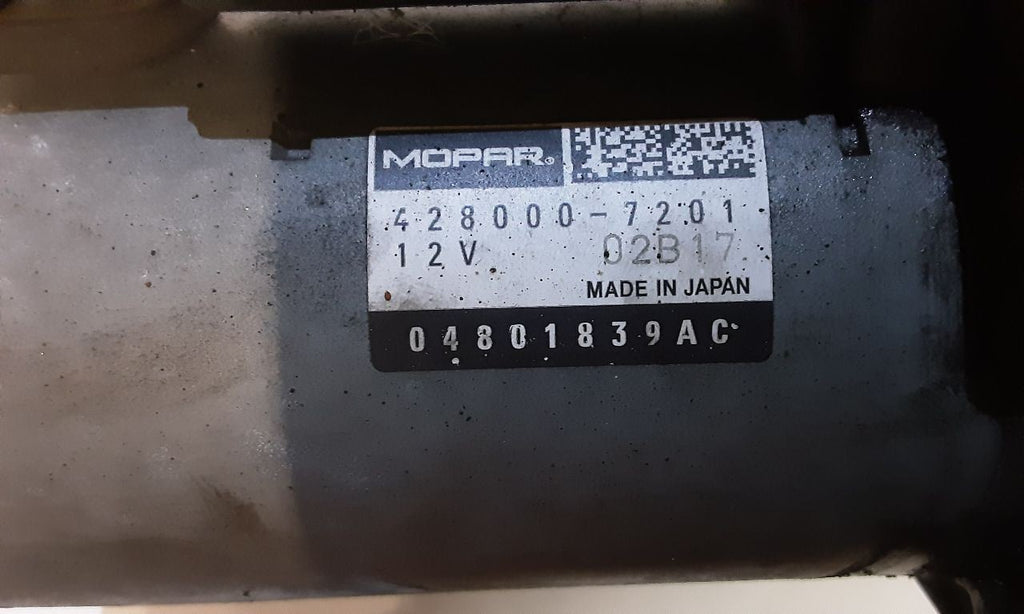 MOPAR®
428000-7201
12V 02B17
MADE IN JAPAN
04801839AC